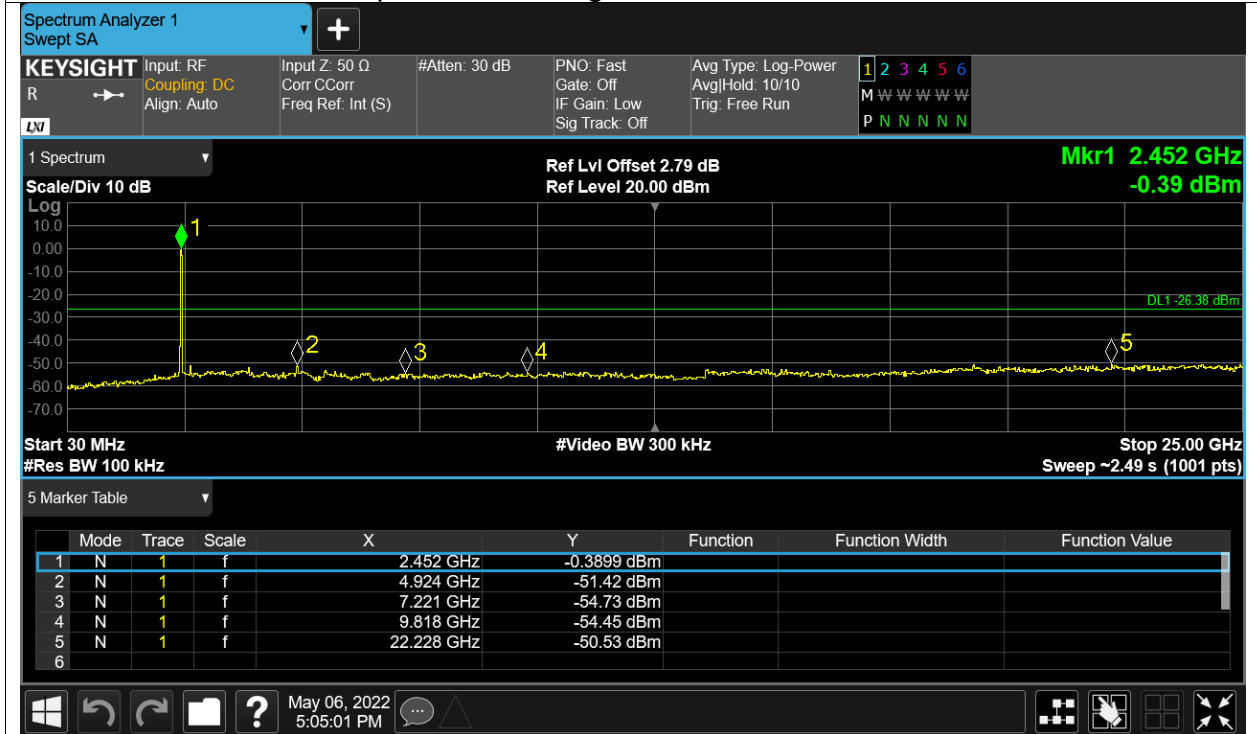 Spectrum Analyzer 1
Swept SA
+
KEYSIGHT
R
LXI
Input: RF
Coupling: DC
Align: Auto
Input Z: 50 Ω
Corr CCorr
Freq Ref: Int (S)
#Atten: 30 dB
PNO: Fast
Gate: Off
IF Gain: Low
Sig Track: Off
Avg Type: Log-Power
Avg|Hold: 10/10
Trig: Free Run
1 2 3 4 5 6
M W W W W W
P N N N N N
1 Spectrum
Scale/Div 10 dB
Ref Lvl Offset 2.79 dB
Ref Level 20.00 dBm
Mkr1 2.452 GHz
-0.39 dBm
Log
10.0
0.00
-10.0
-20.0
-30.0
-40.0
-50.0
-60.0
-70.0
1
2
3
4
5
DL1 -26.38 dBm
Start 30 MHz
#Res BW 100 kHz
#Video BW 300 kHz
Stop 25.00 GHz
Sweep ~2.49 s (1001 pts)
5 Marker Table
Mode Trace Scale X Y Function Function Width Function Value
1 N 1 f 2.452 GHz -0.3899 dBm
2 N 1 f 4.924 GHz -51.42 dBm
3 N 1 f 7.221 GHz -54.73 dBm
4 N 1 f 9.818 GHz -54.45 dBm
5 N 1 f 22.228 GHz -50.53 dBm
6
?
May 06, 2022
5:05:01 PM